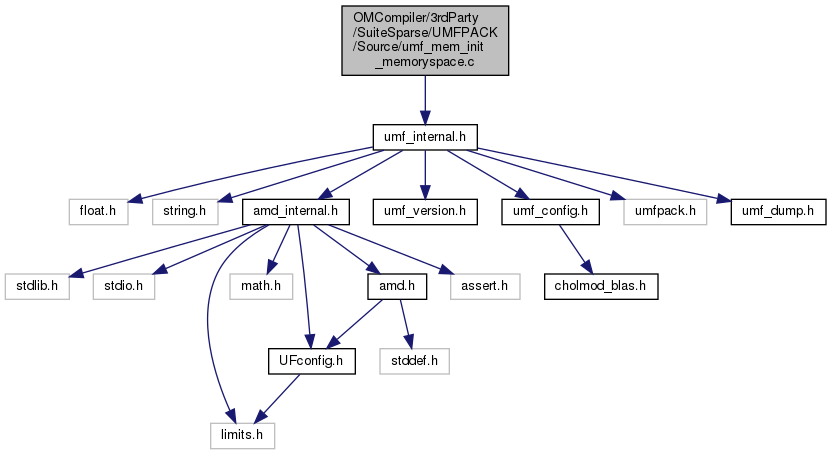 OMCompiler/3rdParty
/SuiteSparse/UMFPACK
/Source/umf_mem_init
_memoryspace.c
umf_internal.h
float.h
string.h
amd_internal.h
umf_version.h
umf_config.h
umfpack.h
umf_dump.h
stdlib.h
stdio.h
math.h
amd.h
assert.h
cholmod_blas.h
UFconfig.h
stddef.h
limits.h